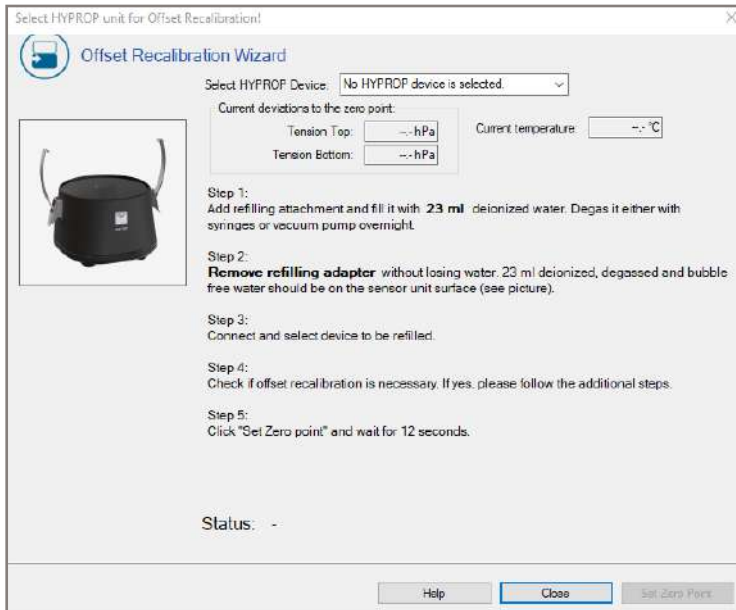 Select HYPROP unit for Offset Recalibration!
Offset Recalibration Wizard
Select HYPROP Device: No HYPROP device is selected.
Current deviations to the zero point:
Tension Top: --.- hPa
Current temperature: --.- °C
Tension Bottom: --.- hPa
Step 1:
Add refilling attachment and fill it with 23 ml deionized water. Degas it either with
syringes or vacuum pump overnight.
Step 2:
Remove refilling adapter without losing water. 23 ml deionized, degassed and bubble
free water should be on the sensor unit surface (see picture).
Step 3:
Connect and select device to be refilled.
Step 4:
Check if offset recalibration is necessary. If yes, please follow the additional steps.
Step 5:
Click "Set Zero point" and wait for 12 seconds.
Status: -
Help Close Set Zero Point